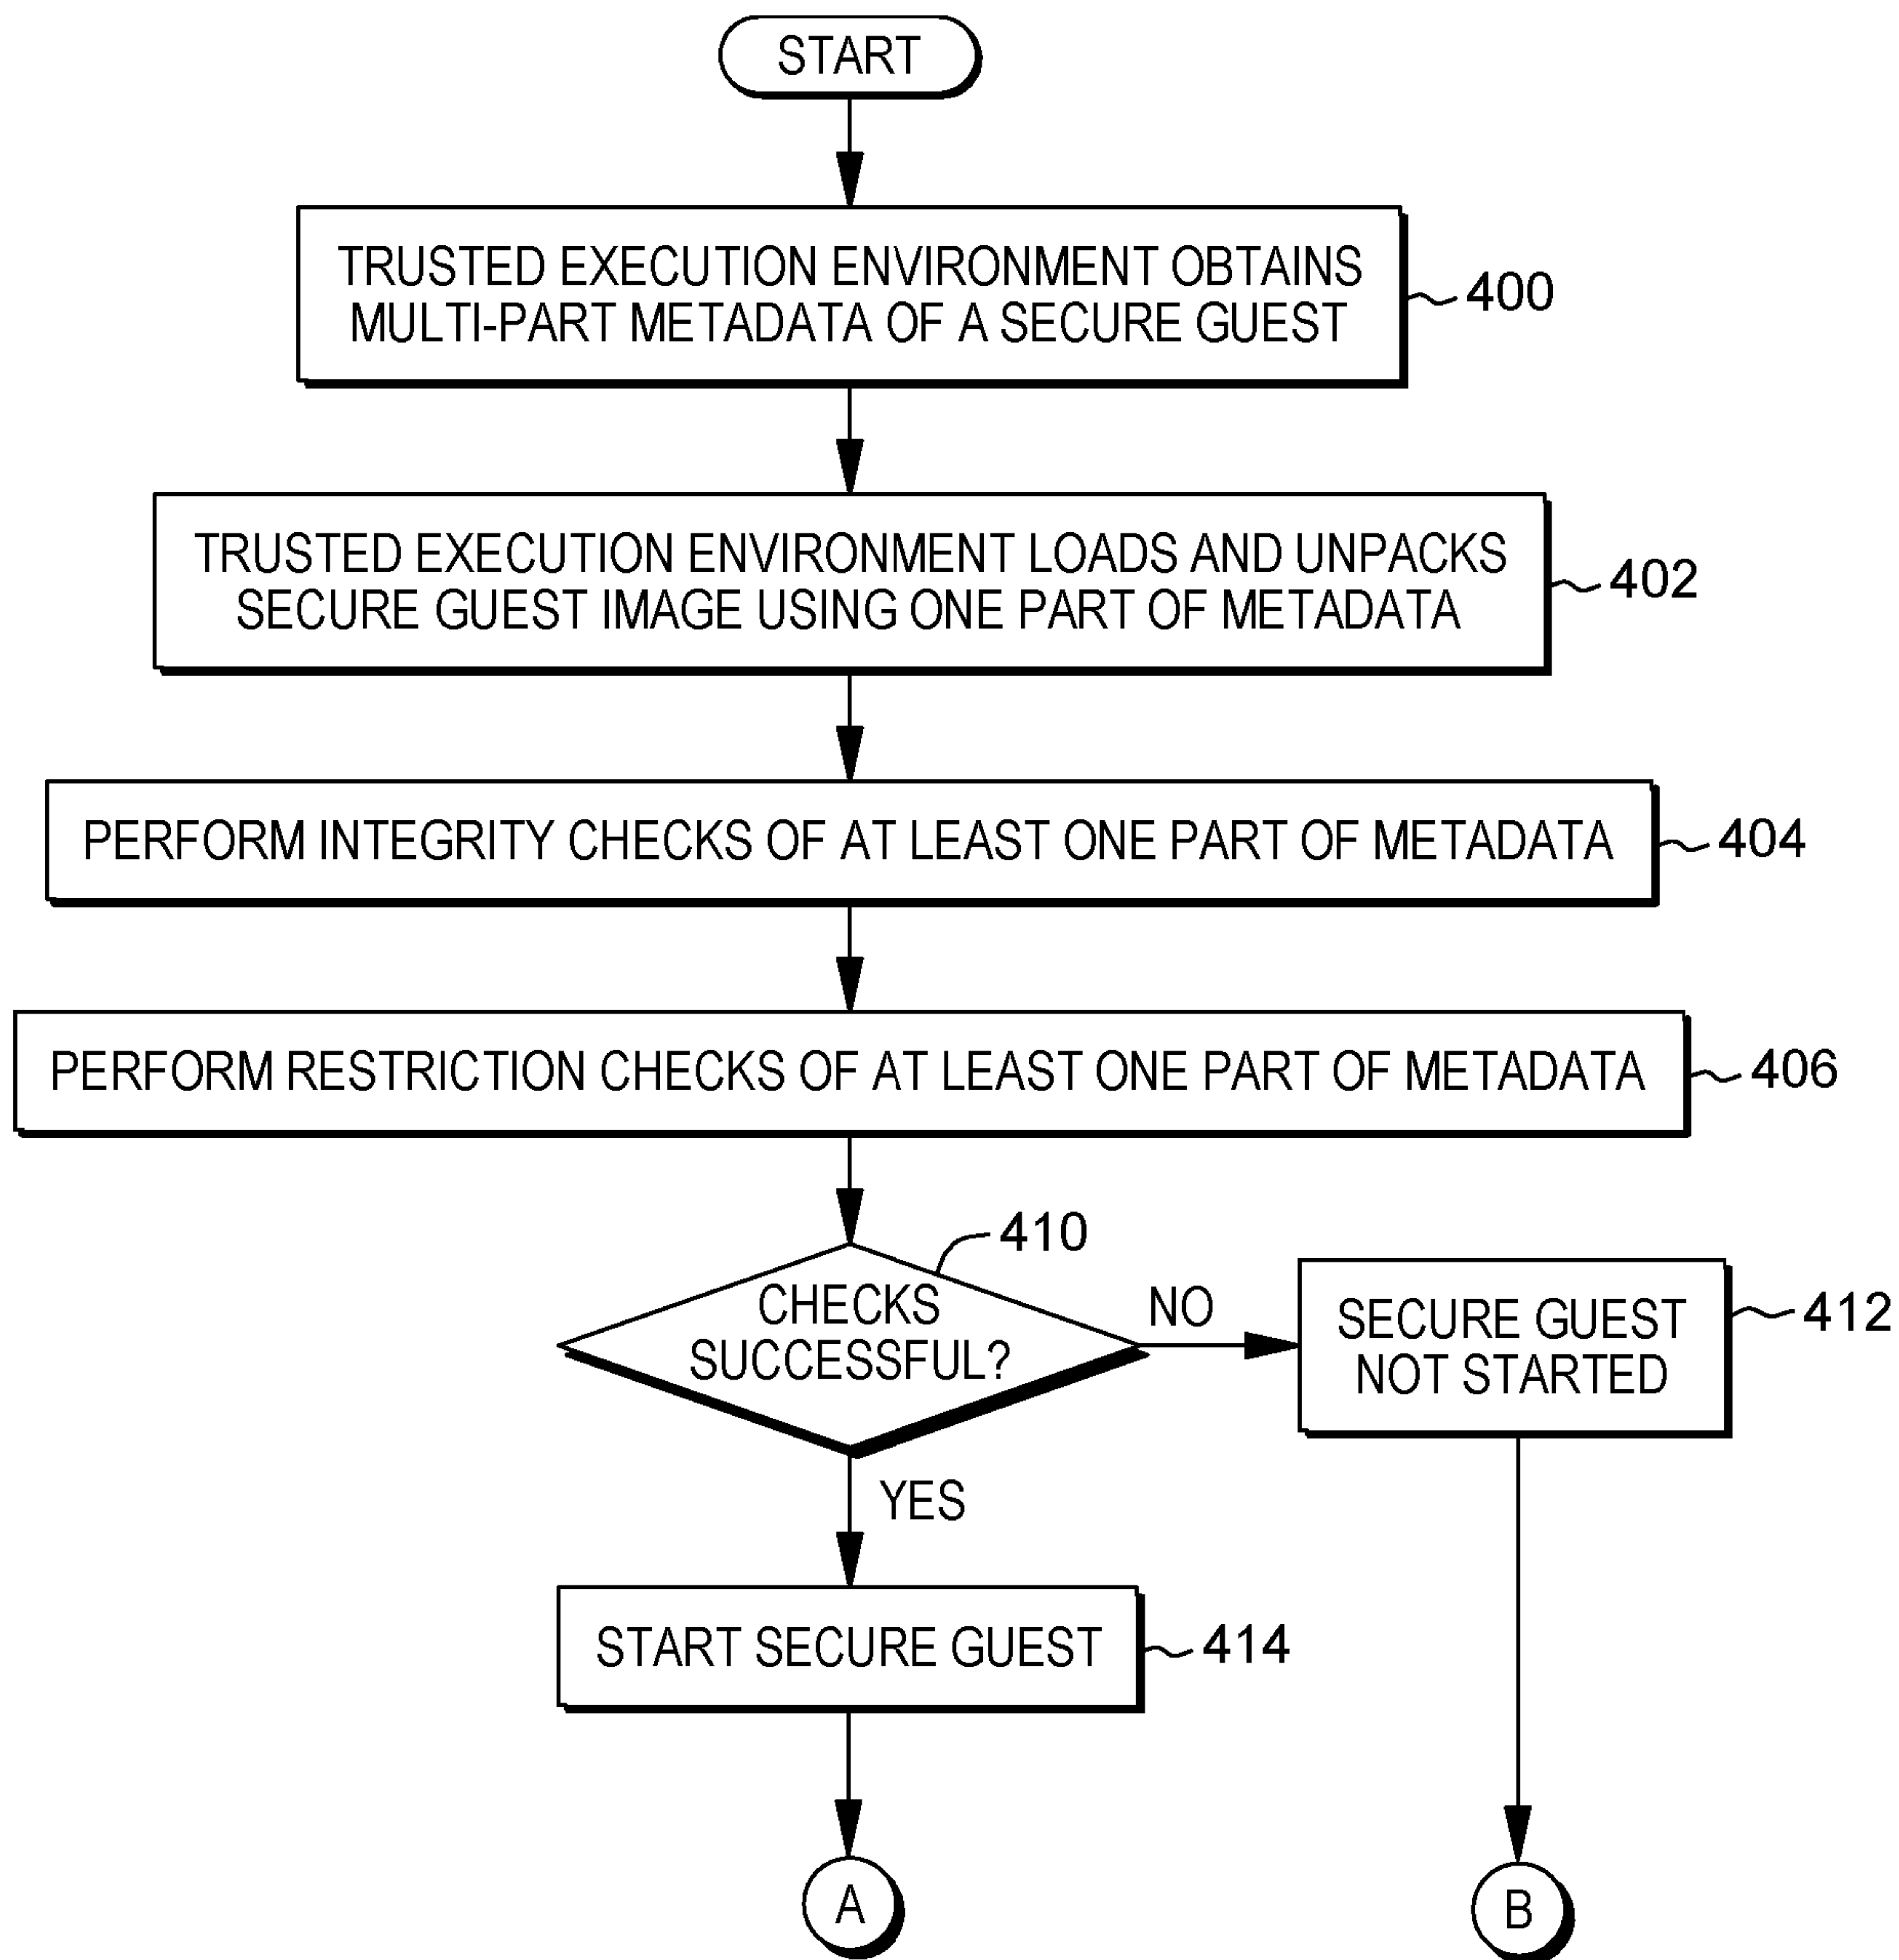 START
TRUSTED EXECUTION ENVIRONMENT OBTAINS
MULTI-PART METADATA OF A SECURE GUEST
400
TRUSTED EXECUTION ENVIRONMENT LOADS AND UNPACKS
SECURE GUEST IMAGE USING ONE PART OF METADATA
402
PERFORM INTEGRITY CHECKS OF AT LEAST ONE PART OF METADATA
404
PERFORM RESTRICTION CHECKS OF AT LEAST ONE PART OF METADATA
406
410
CHECKS
SUCCESSFUL?
NO
SECURE GUEST
NOT STARTED
412
YES
START SECURE GUEST
414
A
B